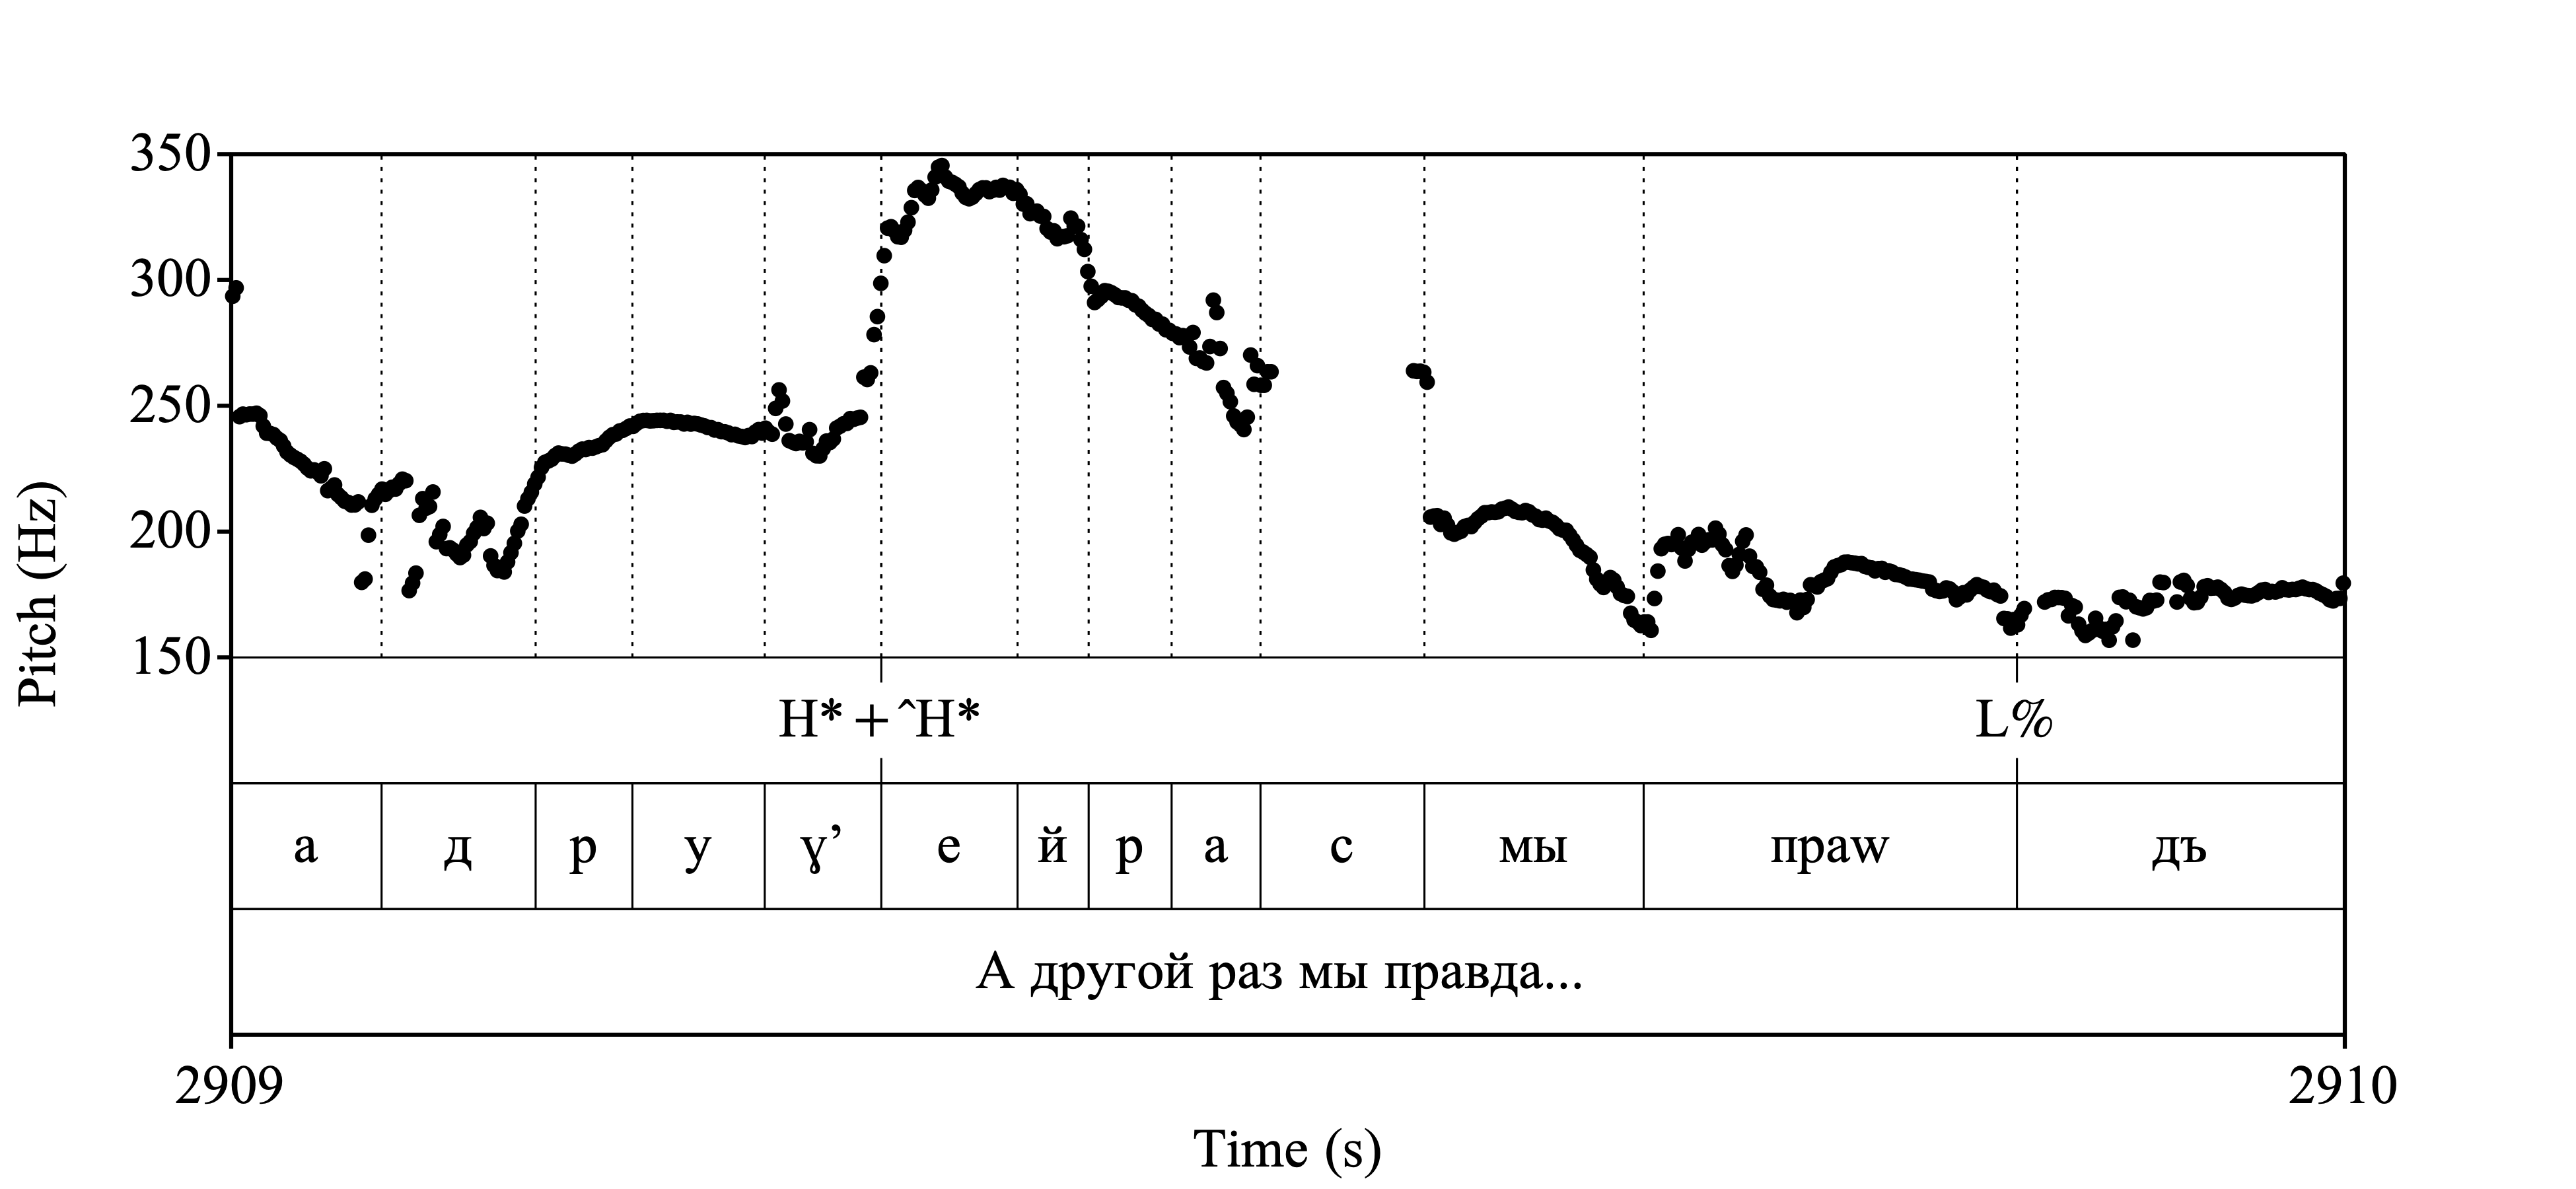 350
300
250
200
150
Pitch (Hz)
H* + ˆH* L%
а д р у ɣ’ е й р а с мы праw дъ
А другой раз мы правда...
2909 2910
Time (s)